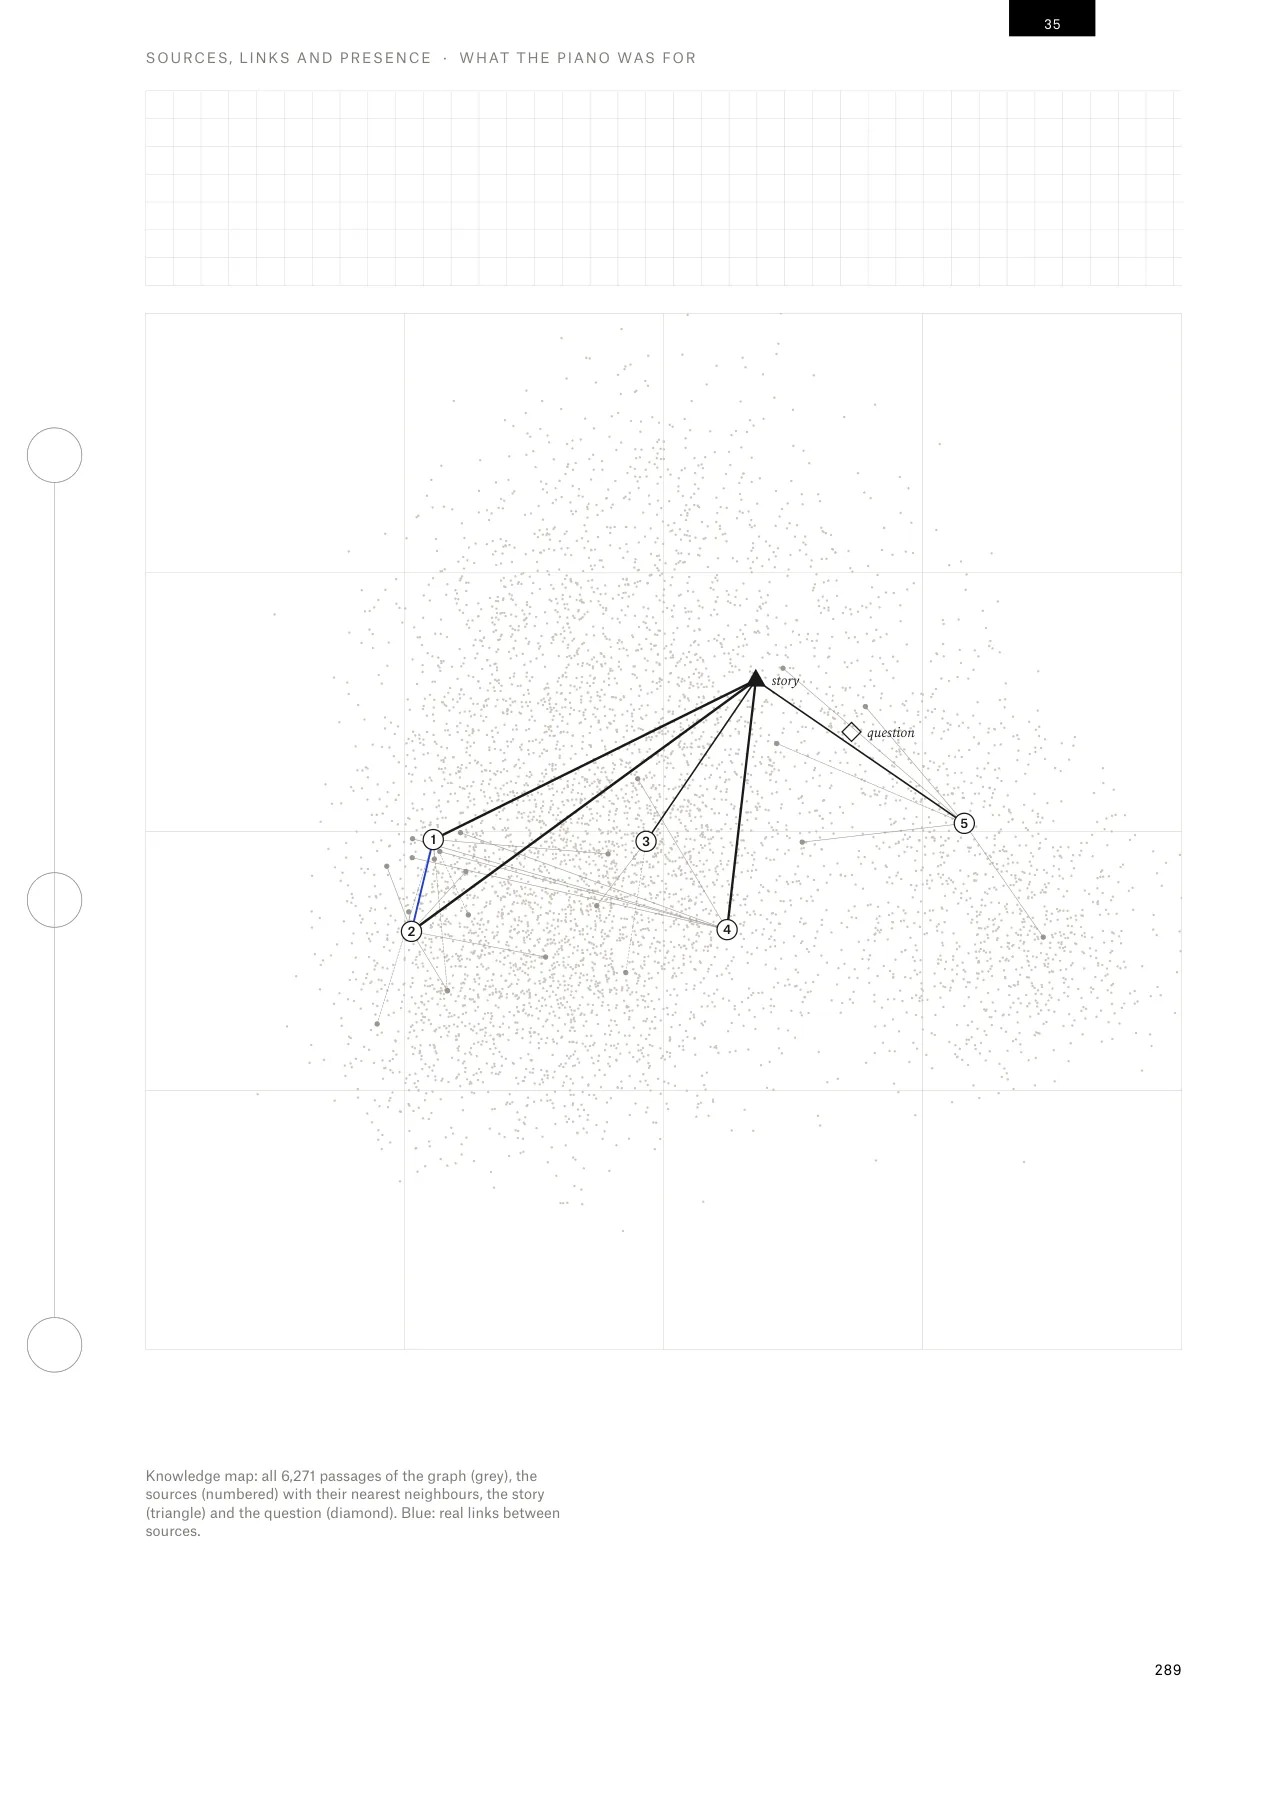 35
SOURCES, LINKS AND PRESENCE · WHAT THE PIANO WAS FOR
story
question
5
1
3
4
2
Knowledge map: all 6,271 passages of the graph (grey), the
sources (numbered) with their nearest neighbours, the story
(triangle) and the question (diamond). Blue: real links between
sources.
289